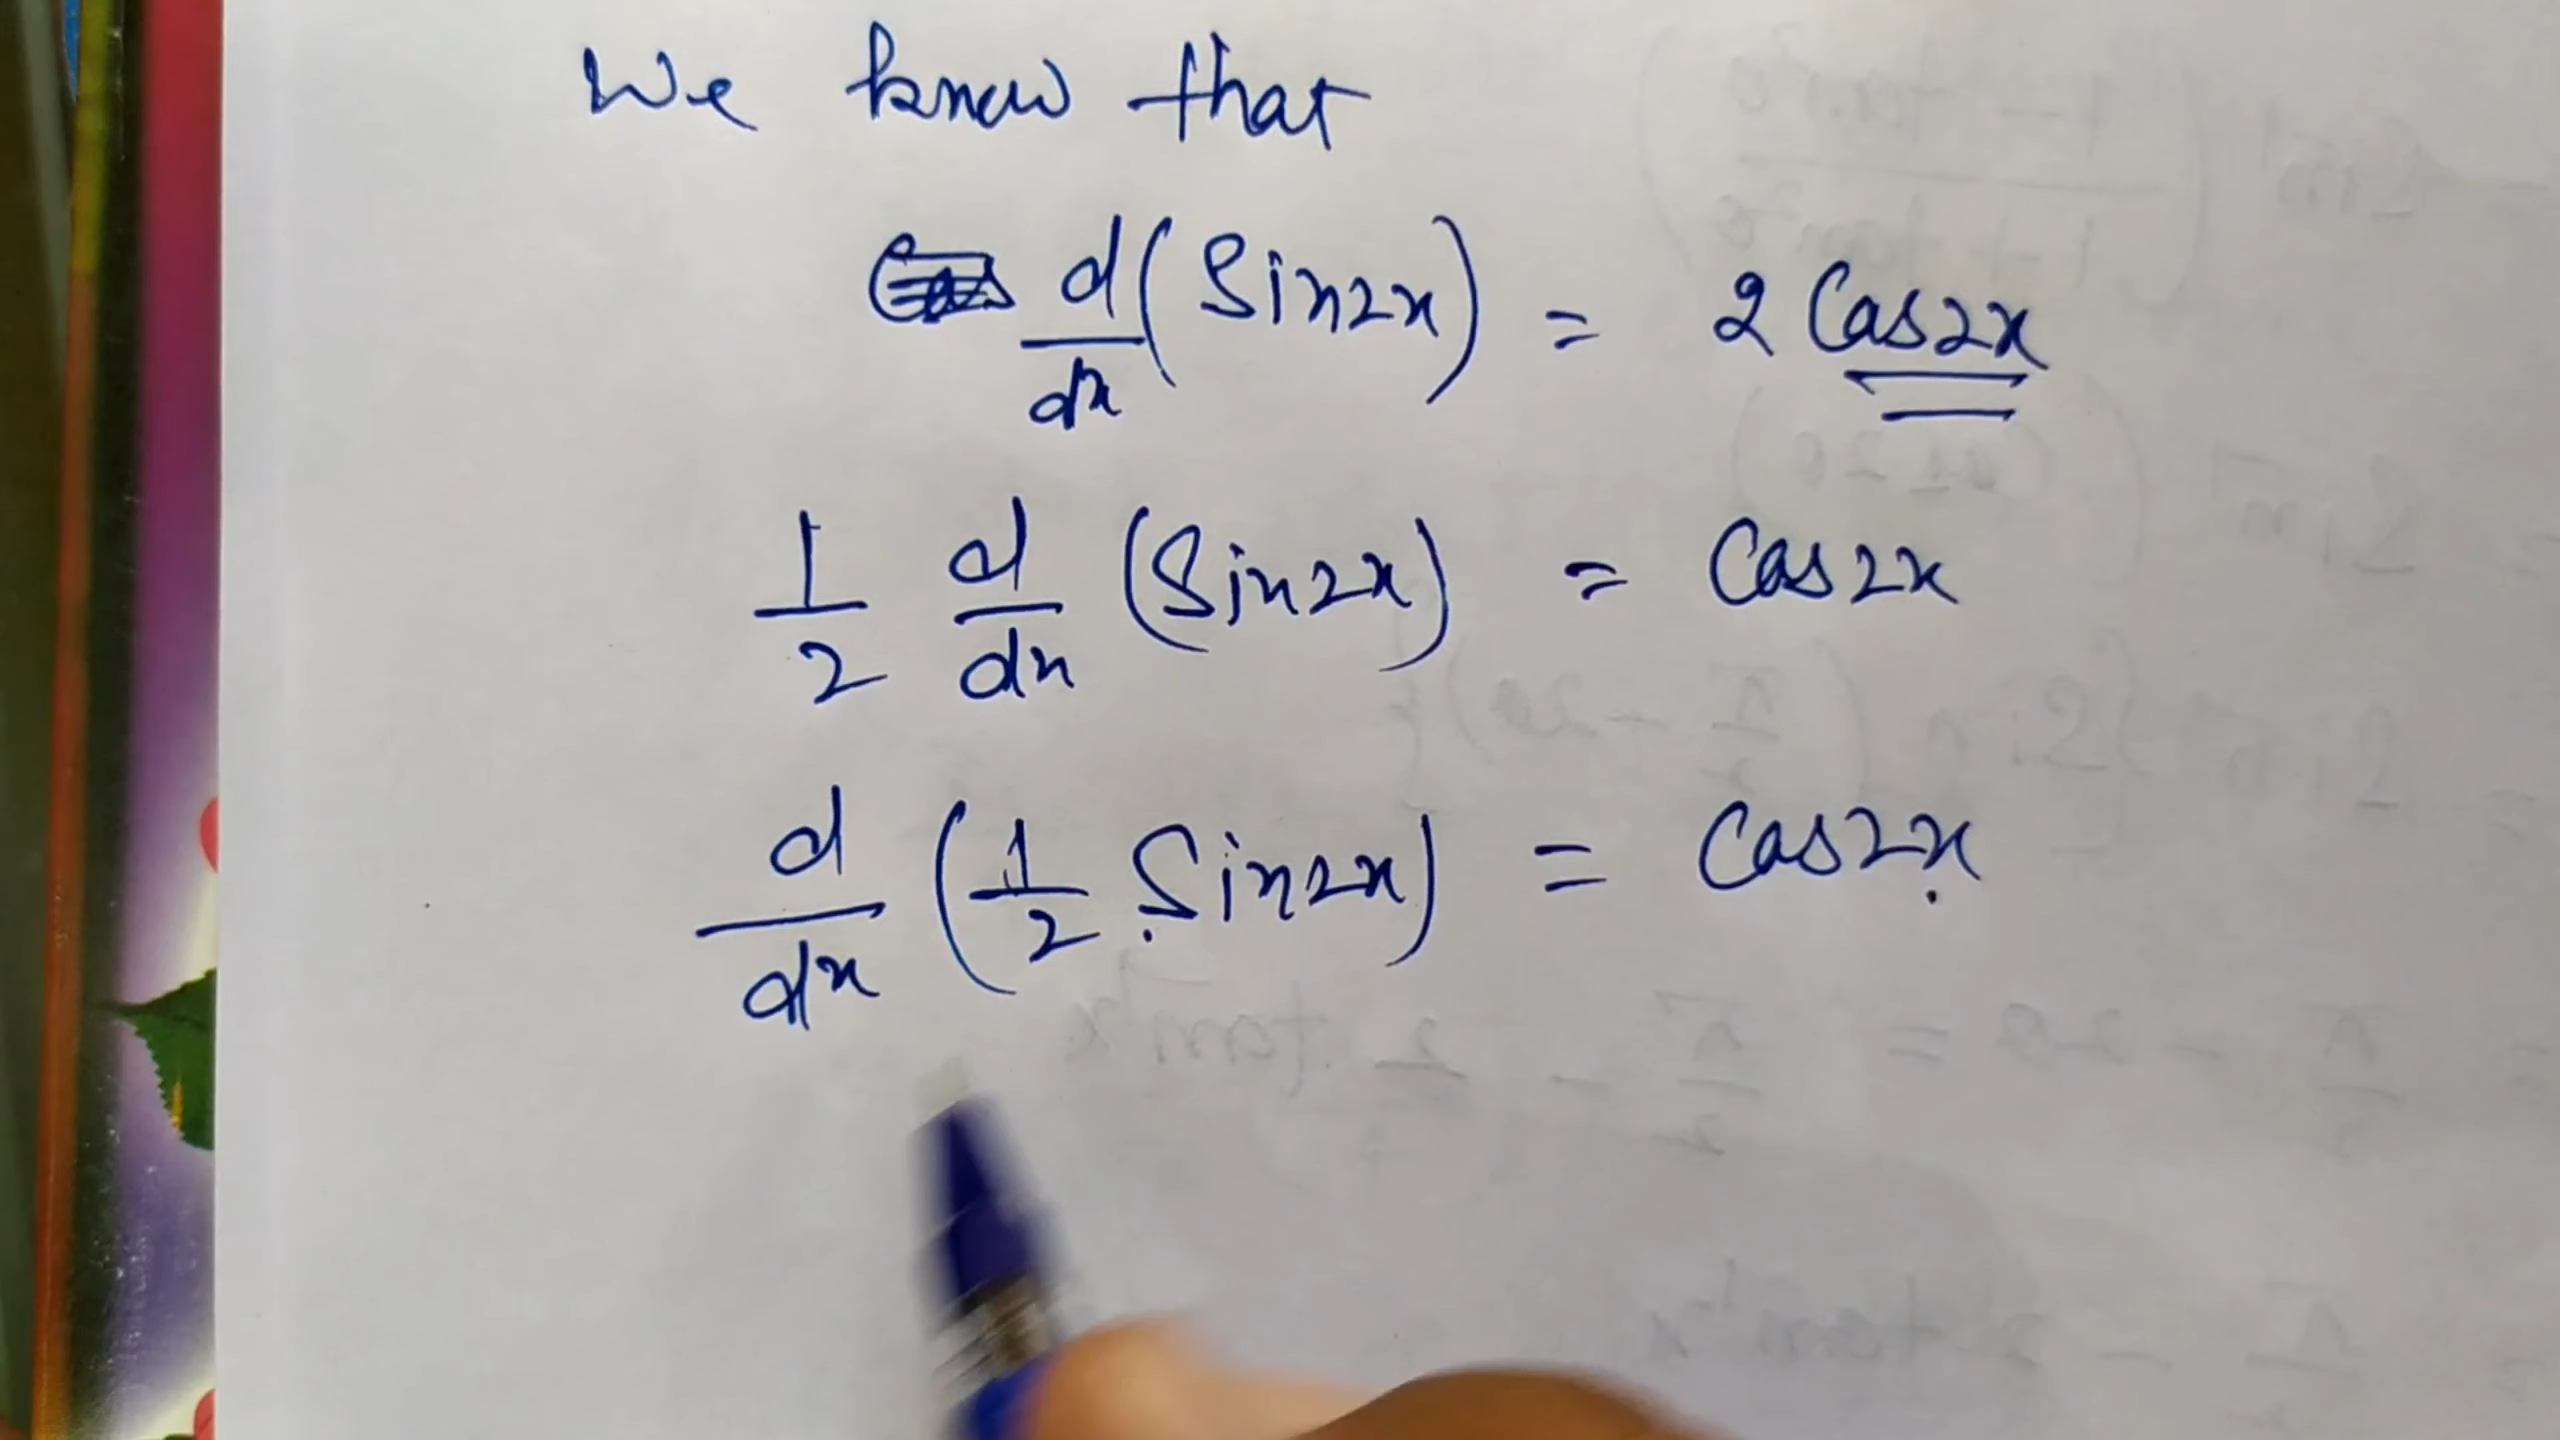 We know that
d/dx (Sin2x) = 2 Cos2x
1/2 d/dx (Sin2x) = Cos2x
d/dx (1/2 Sin2x) = Cos2x